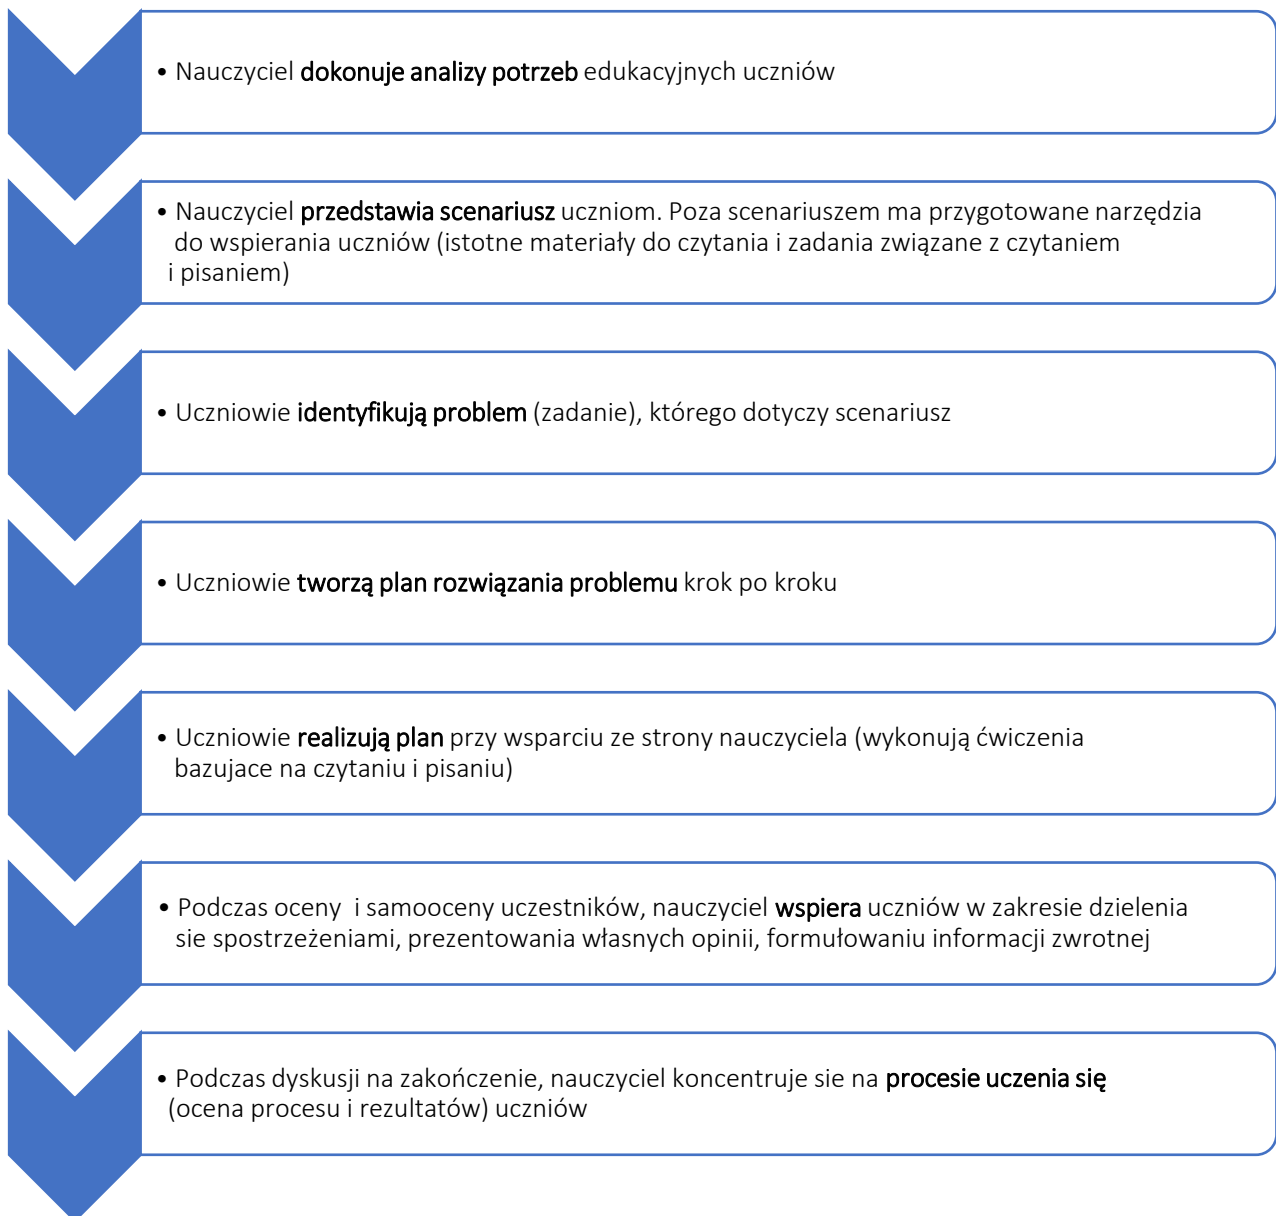 • Nauczyciel dokonuje analizy potrzeb edukacyjnych uczniów
• Nauczyciel przedstawia scenariusz uczniom. Poza scenariuszem ma przygotowane narzędzia
do wspierania uczniów (istotne materiały do czytania i zadania związane z czytaniem
i pisaniem)
• Uczniowie identyfikują problem (zadanie), którego dotyczy scenariusz
• Uczniowie tworzą plan rozwiązania problemu krok po kroku
• Uczniowie realizują plan przy wsparciu ze strony nauczyciela (wykonują ćwiczenia
bazujace na czytaniu i pisaniu)
• Podczas oceny i samooceny uczestników, nauczyciel wspiera uczniów w zakresie dzielenia
sie spostrzeżeniami, prezentowania własnych opinii, formułowaniu informacji zwrotnej
• Podczas dyskusji na zakończenie, nauczyciel koncentruje sie na procesie uczenia się
(ocena procesu i rezultatów) uczniów